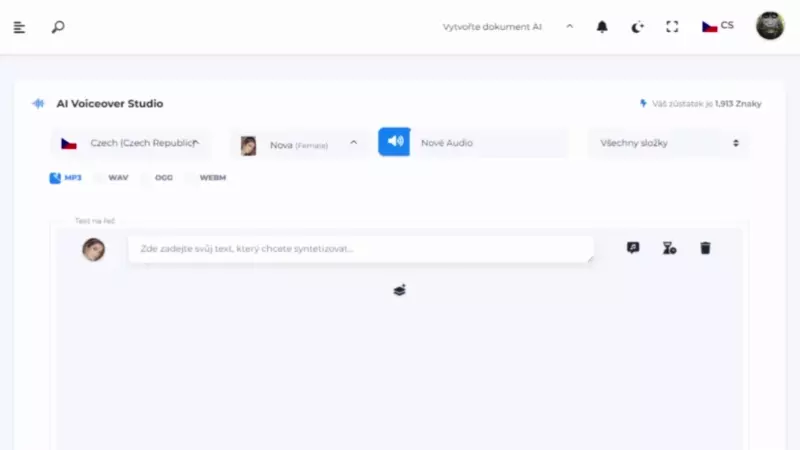 Vytvořte dokument AI
CS
AI Voiceover Studio
Váš zůstatek je 1,913 Znaky
Czech (Czech Republic)
Nova (Female)
Nové Audio
Všechny složky
MP3
WAV
OGG
WEBM
Text na řeč
Zde zadejte svůj text, který chcete syntetizovat...